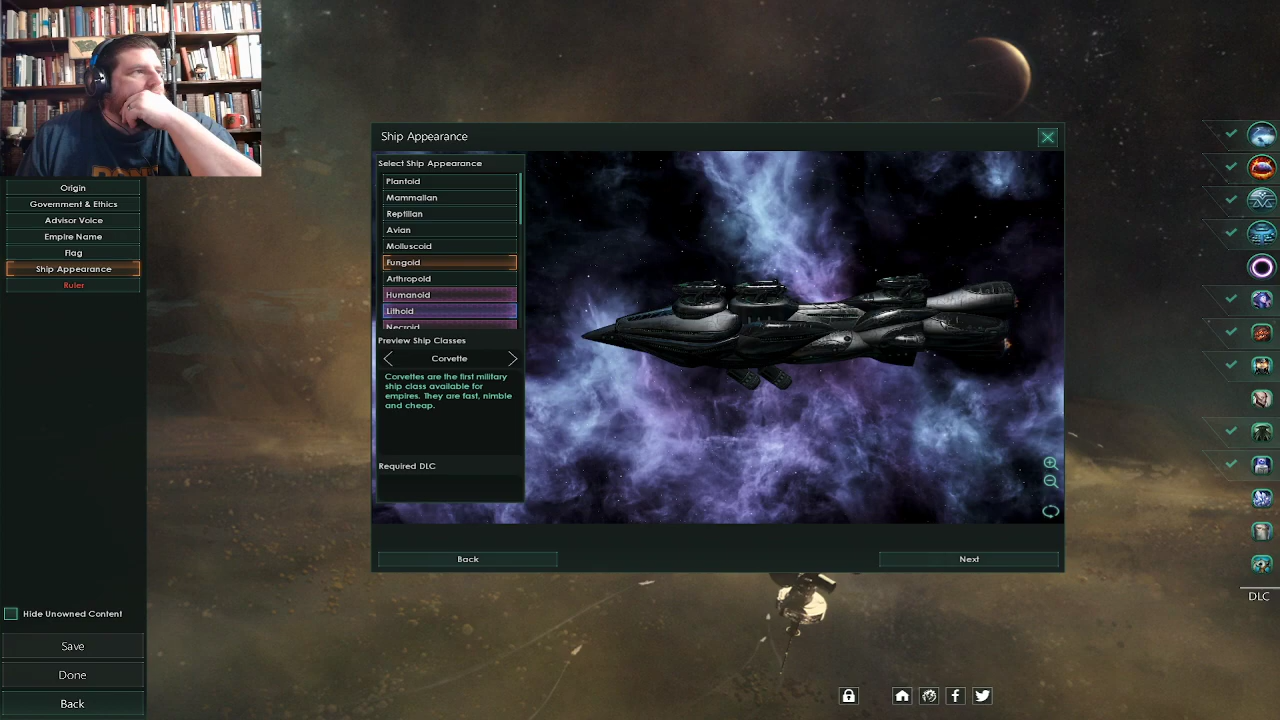 Origin
Government & Ethics
Advisor Voice
Empire Name
Flag
Ship Appearance
Ruler
Hide Unowned Content
Save
Done
Back
Ship Appearance
Select Ship Appearance
Plantoid
Mammalian
Reptilian
Avian
Molluscoid
Fungoid
Arthropoid
Humanoid
Lithoid
Necroid
Preview Ship Classes
Corvette
Corvettes are the first military
ship class available for
empires. They are fast, nimble
and cheap.
Required DLC
Back
Next
DLC